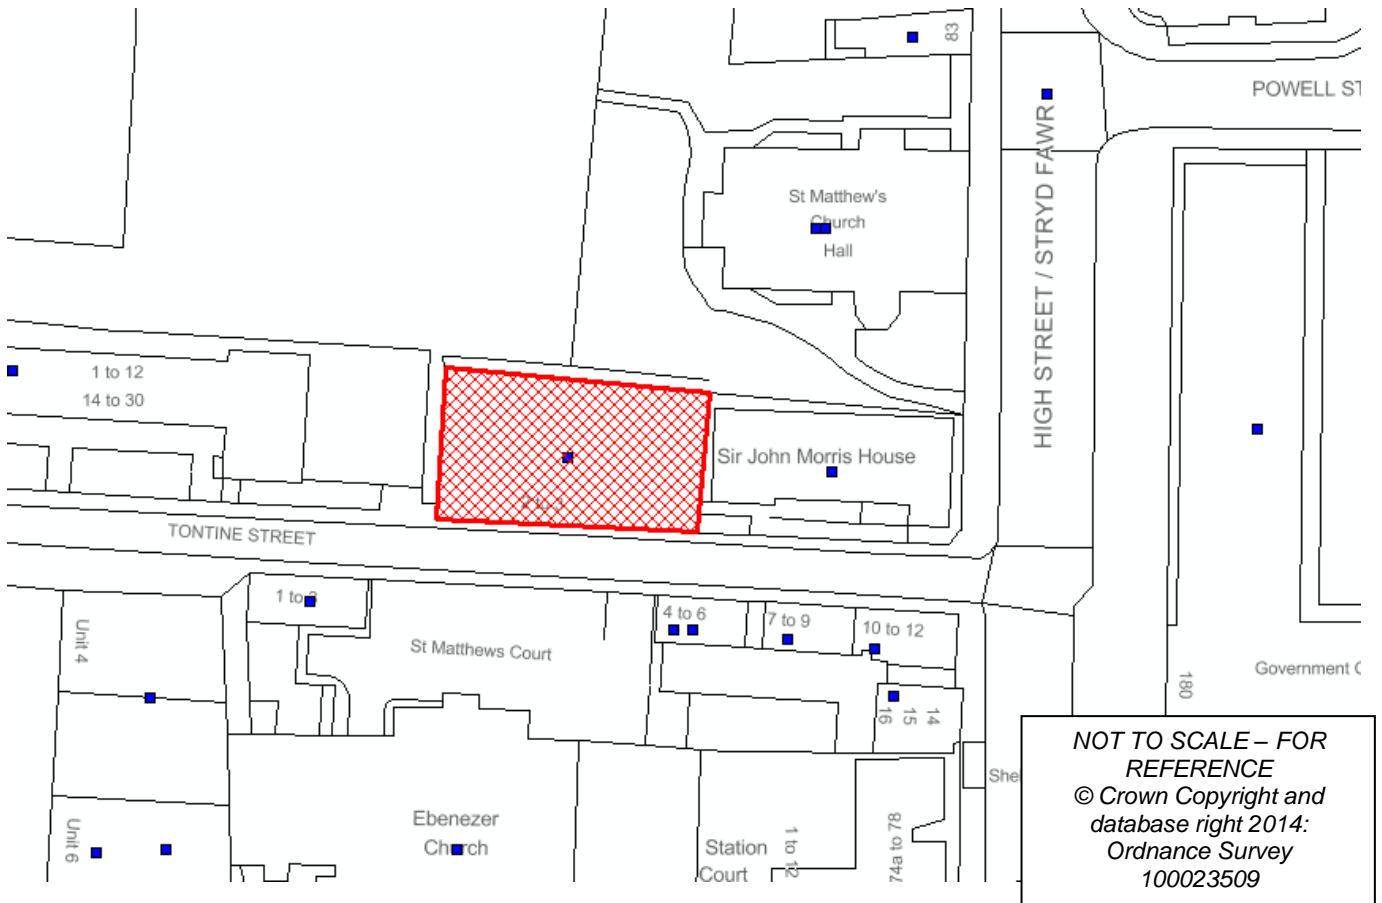 83
POWELL ST
HIGH STREET / STRYD FAWR
St Matthew's
Church
Hall
1 to 12
14 to 30
Sir John Morris House
2 to 3
TONTINE STREET
1 to 3
4 to 6
7 to 9
10 to 12
Unit 4
St Matthews Court
16
15
14
180
Government
NOT TO SCALE – FOR
REFERENCE
© Crown Copyright and
database right 2014:
Ordnance Survey
100023509
She
Ebenezer
Church
Unit 6
Station
Court
1 to 12
74a to 78